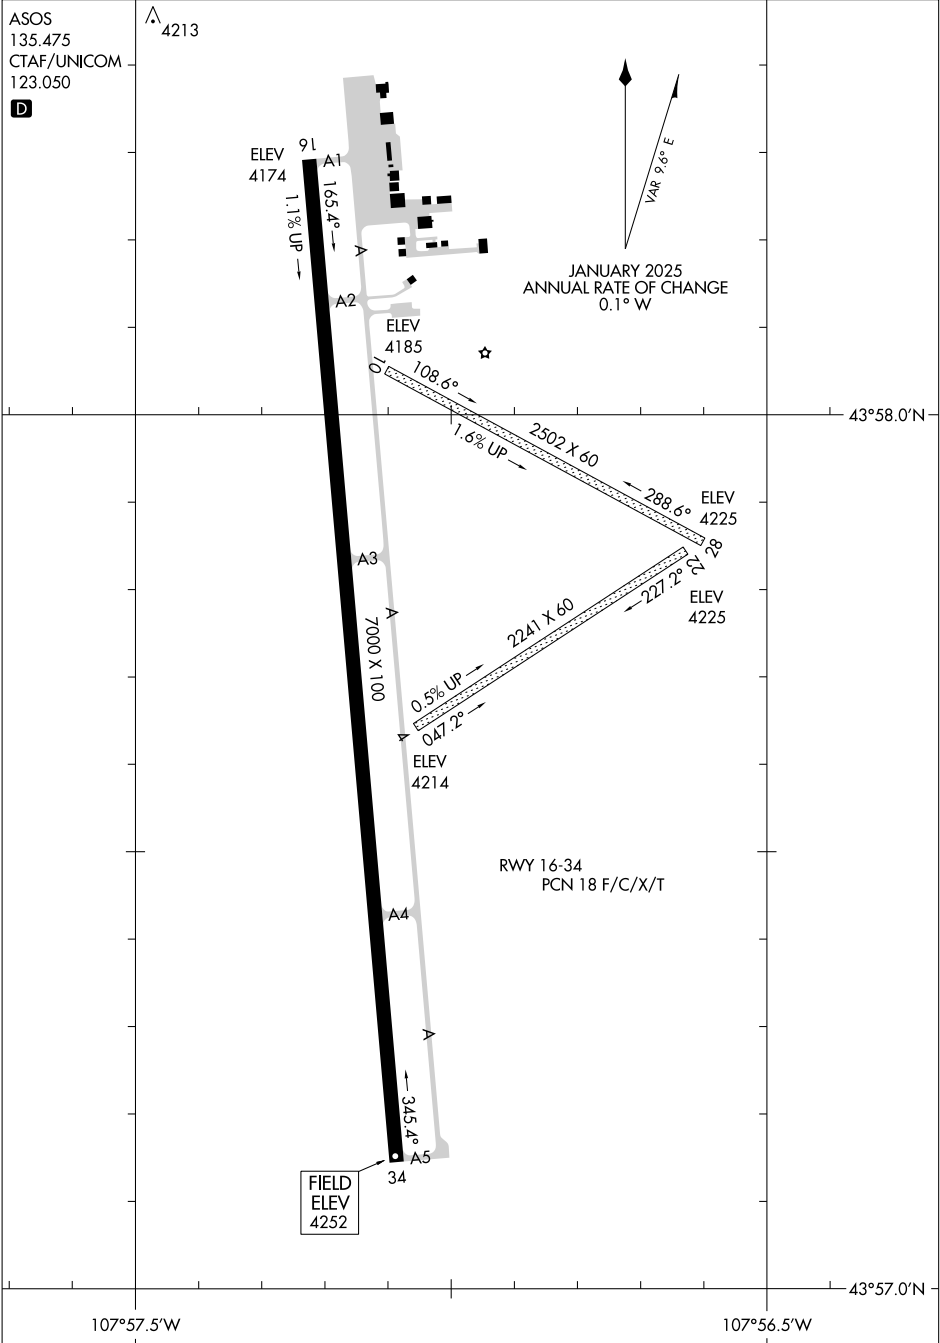 ASOS
135.475
CTAF/UNICOM
123.050
D
4213
VAR 9.6° E
JANUARY 2025
ANNUAL RATE OF CHANGE
0.1° W
16
ELEV
4174
A1
165.4°
1.1% UP
A
A2
ELEV
4185
10
108.6°
43°58.0'N
1.6% UP
2502 X 60
288.6°
ELEV
4225
28
22
227.2°
ELEV
4225
A3
A
7000 X 100
2241 X 60
0.5% UP
047.2°
4
ELEV
4214
RWY 16-34
PCN 18 F/C/X/T
A4
A
345.4°
A5
34
FIELD
ELEV
4252
43°57.0'N
107°57.5'W
107°56.5'W